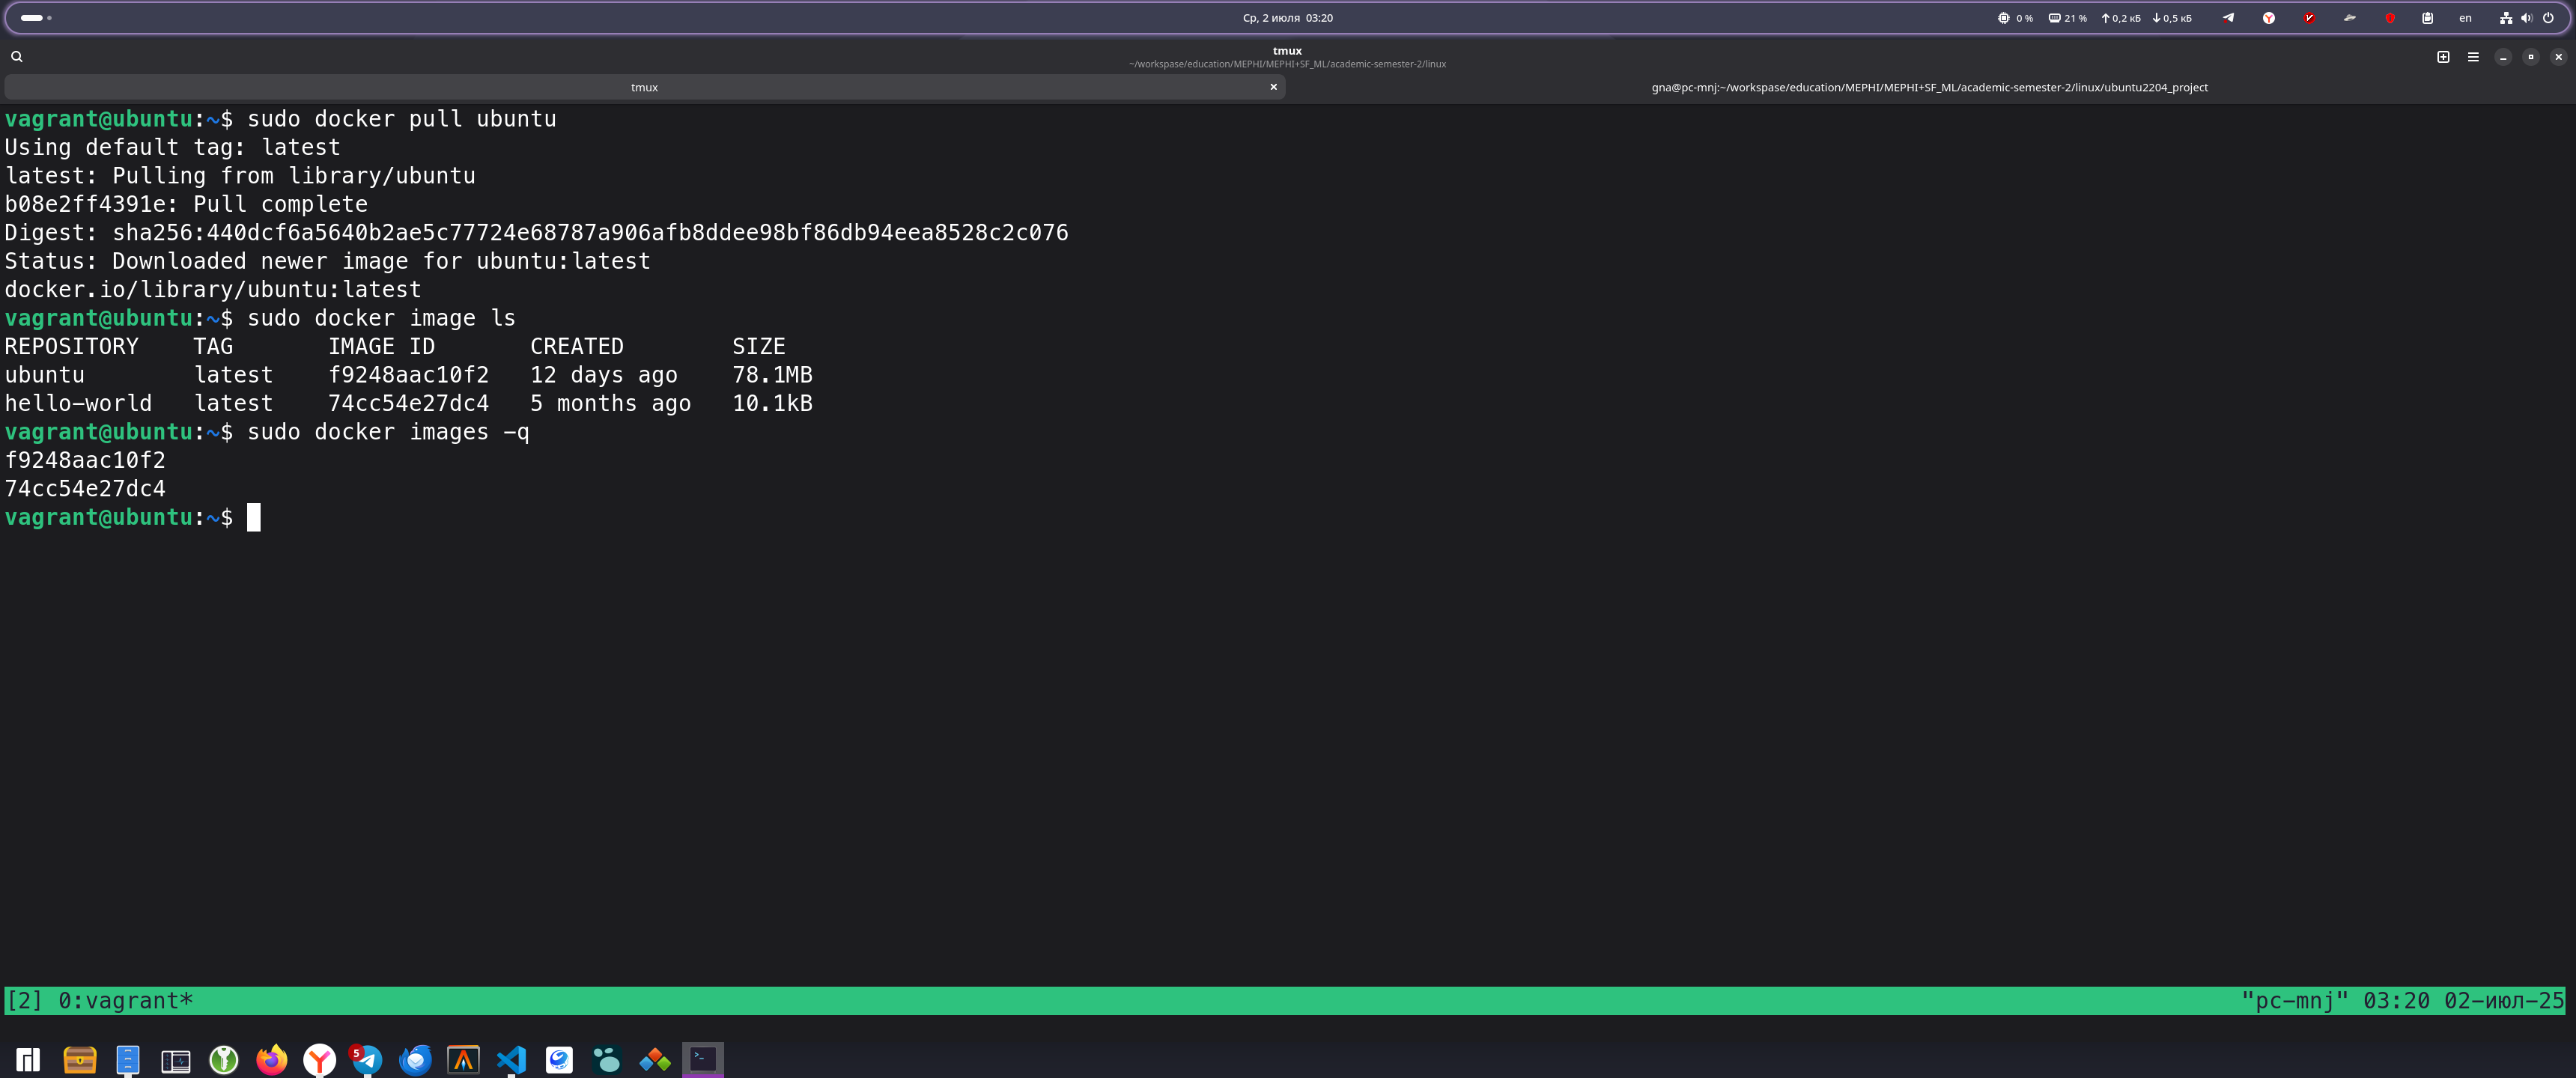 Ср, 2 июля 03:20
0 % 21 % 0,2 кБ 0,5 кБ en
tmux
~/workspase/education/MEPHI/MEPHI+SF_ML/academic-semester-2/linux
tmux
gna@pc-mnj:~/workspase/education/MEPHI/MEPHI+SF_ML/academic-semester-2/linux/ubuntu2204_project
vagrant@ubuntu:~$ sudo docker pull ubuntu
Using default tag: latest
latest: Pulling from library/ubuntu
b08e2ff4391e: Pull complete
Digest: sha256:440dcf6a5640b2ae5c77724e68787a906afb8ddee98bf86db94eea8528c2c076
Status: Downloaded newer image for ubuntu:latest
docker.io/library/ubuntu:latest
vagrant@ubuntu:~$ sudo docker image ls
REPOSITORY    TAG       IMAGE ID       CREATED        SIZE
ubuntu        latest    f9248aac10f2   12 days ago    78.1MB
hello-world   latest    74cc54e27dc4   5 months ago   10.1kB
vagrant@ubuntu:~$ sudo docker images -q
f9248aac10f2
74cc54e27dc4
vagrant@ubuntu:~$
[2] 0:vagrant* "pc-mnj" 03:20 02-июл-25
5